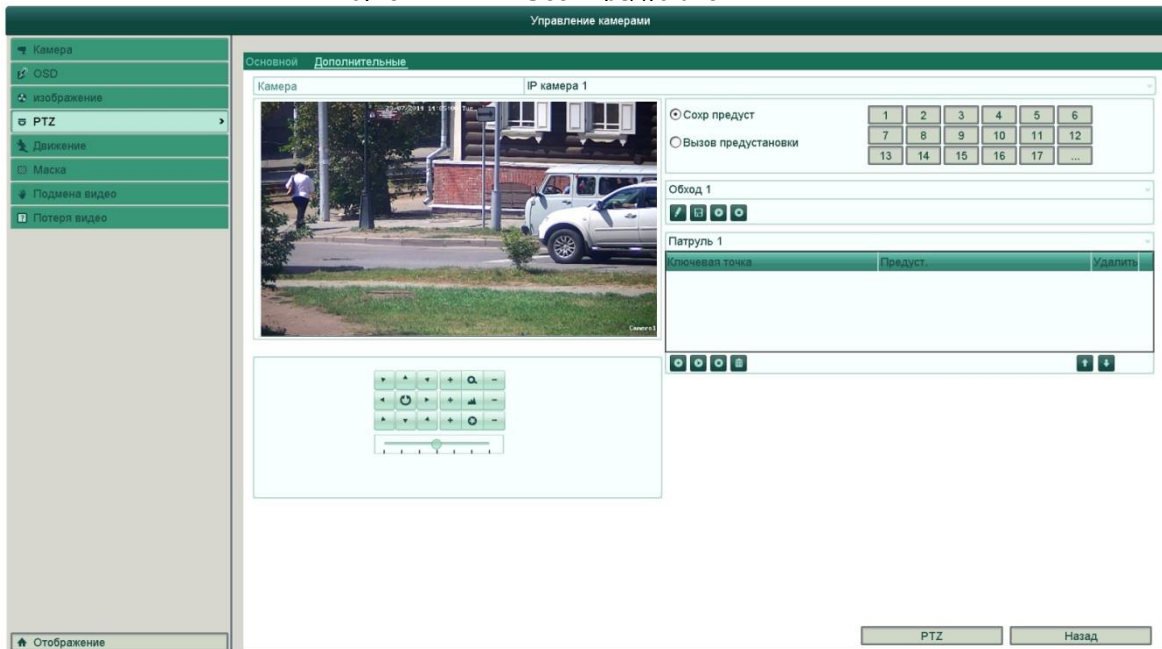 Управление камерами
Камера
OSD
изображение
PTZ
Движение
Маска
Подмена видео
Потеря видео
Отображение
Основной Дополнительные
Камера IP камера 1
Camera1
Сохр предуст
Вызов предустановки
1 2 3 4 5 6
7 8 9 10 11 12
13 14 15 16 17 ...
Обход 1
Патруль 1
Ключевая точка Предуст. Удалить
PTZ Назад